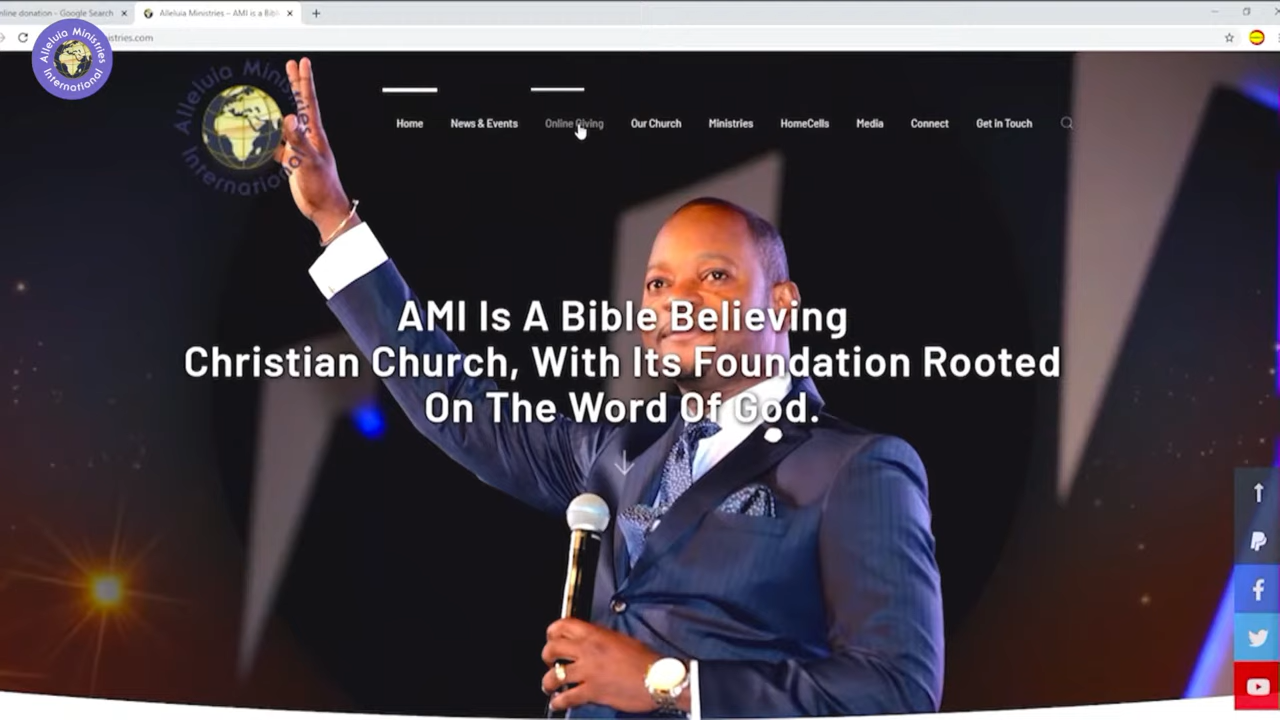 nline donation - Google Search
Alleluia Ministries – AMI is a Bibl
istries.com
Alleluia Ministries International
Alleluia Ministries International
Home
News & Events
Online Giving
Our Church
Ministries
HomeCells
Media
Connect
Get in Touch
AMI Is A Bible Believing
Christian Church, With Its Foundation Rooted
On The Word Of God.